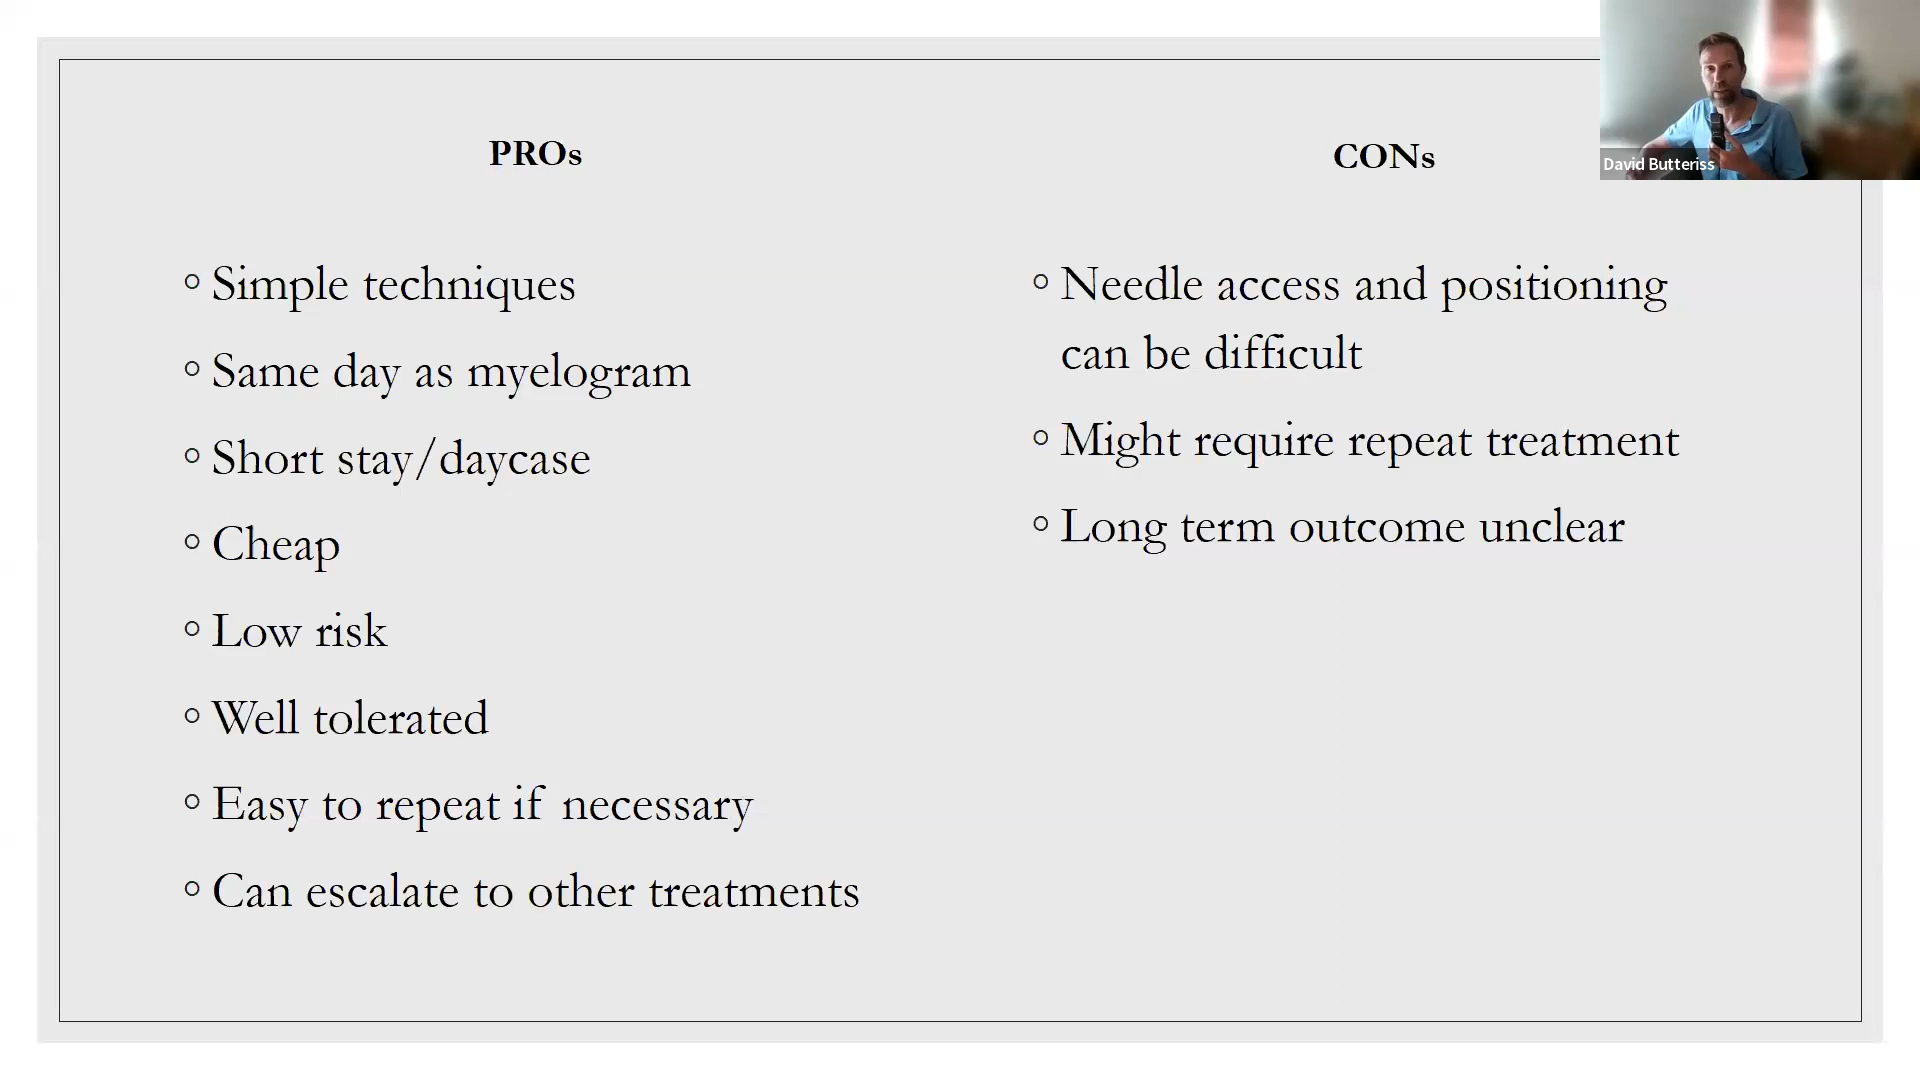 PROs
Simple techniques
Same day as myelogram
Short stay/daycase
Cheap
Low risk
Well tolerated
Easy to repeat if necessary
Can escalate to other treatments
CONs
Needle access and positioning
can be difficult
Might require repeat treatment
Long term outcome unclear
David Butteriss